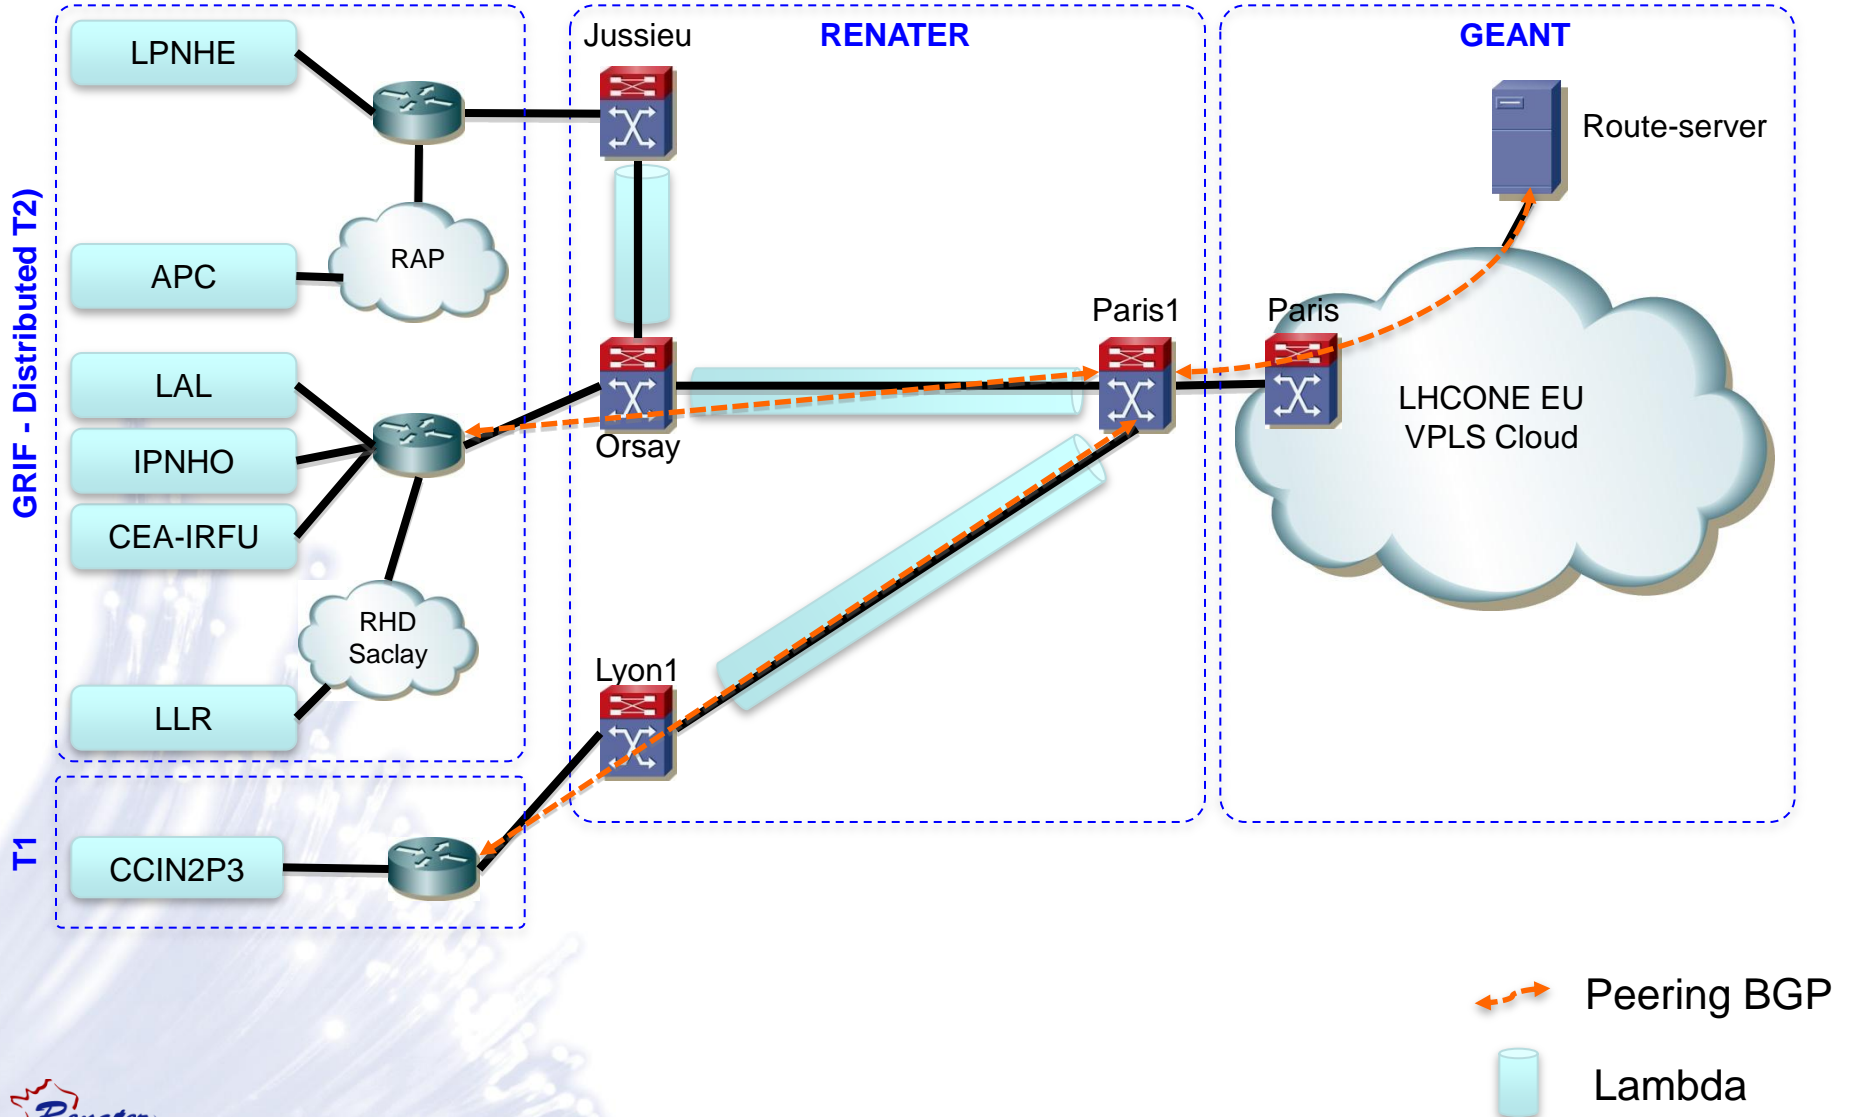 GRIF - Distributed T2)
LPNHE
APC
RAP
LAL
IPNHO
CEA-IRFU
RHD
Saclay
LLR
T1
CCIN2P3
RENATER
Jussieu
Orsay
Paris1
Lyon1
GEANT
Route-server
Paris
LHCONE EU
VPLS Cloud
Peering BGP
Lambda
Renater